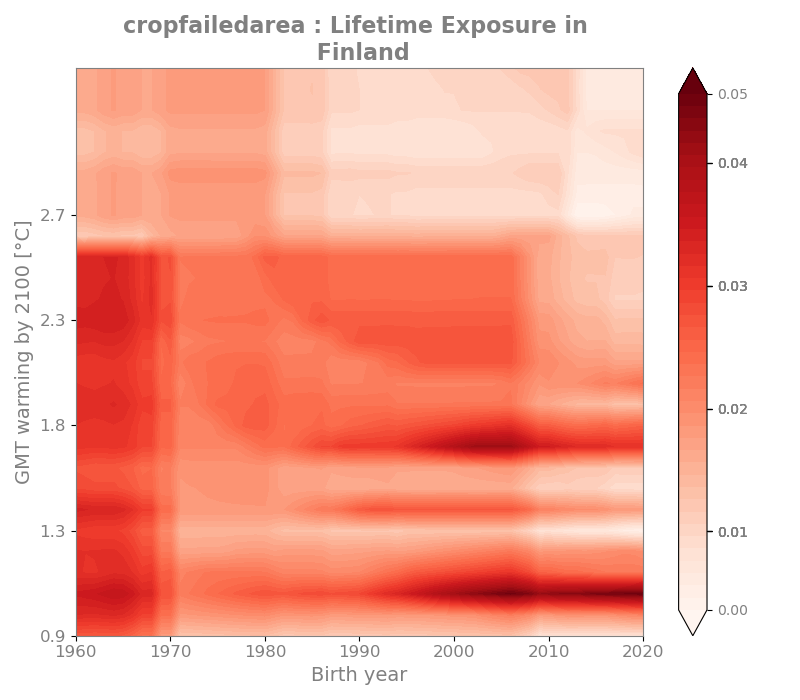 cropfailedarea : Lifetime Exposure in
Finland
GMT warming by 2100 [°C]
2.7
2.3
1.8
1.3
0.9
1960 1970 1980 1990 2000 2010 2020
Birth year
0.05
0.04
0.03
0.02
0.01
0.00